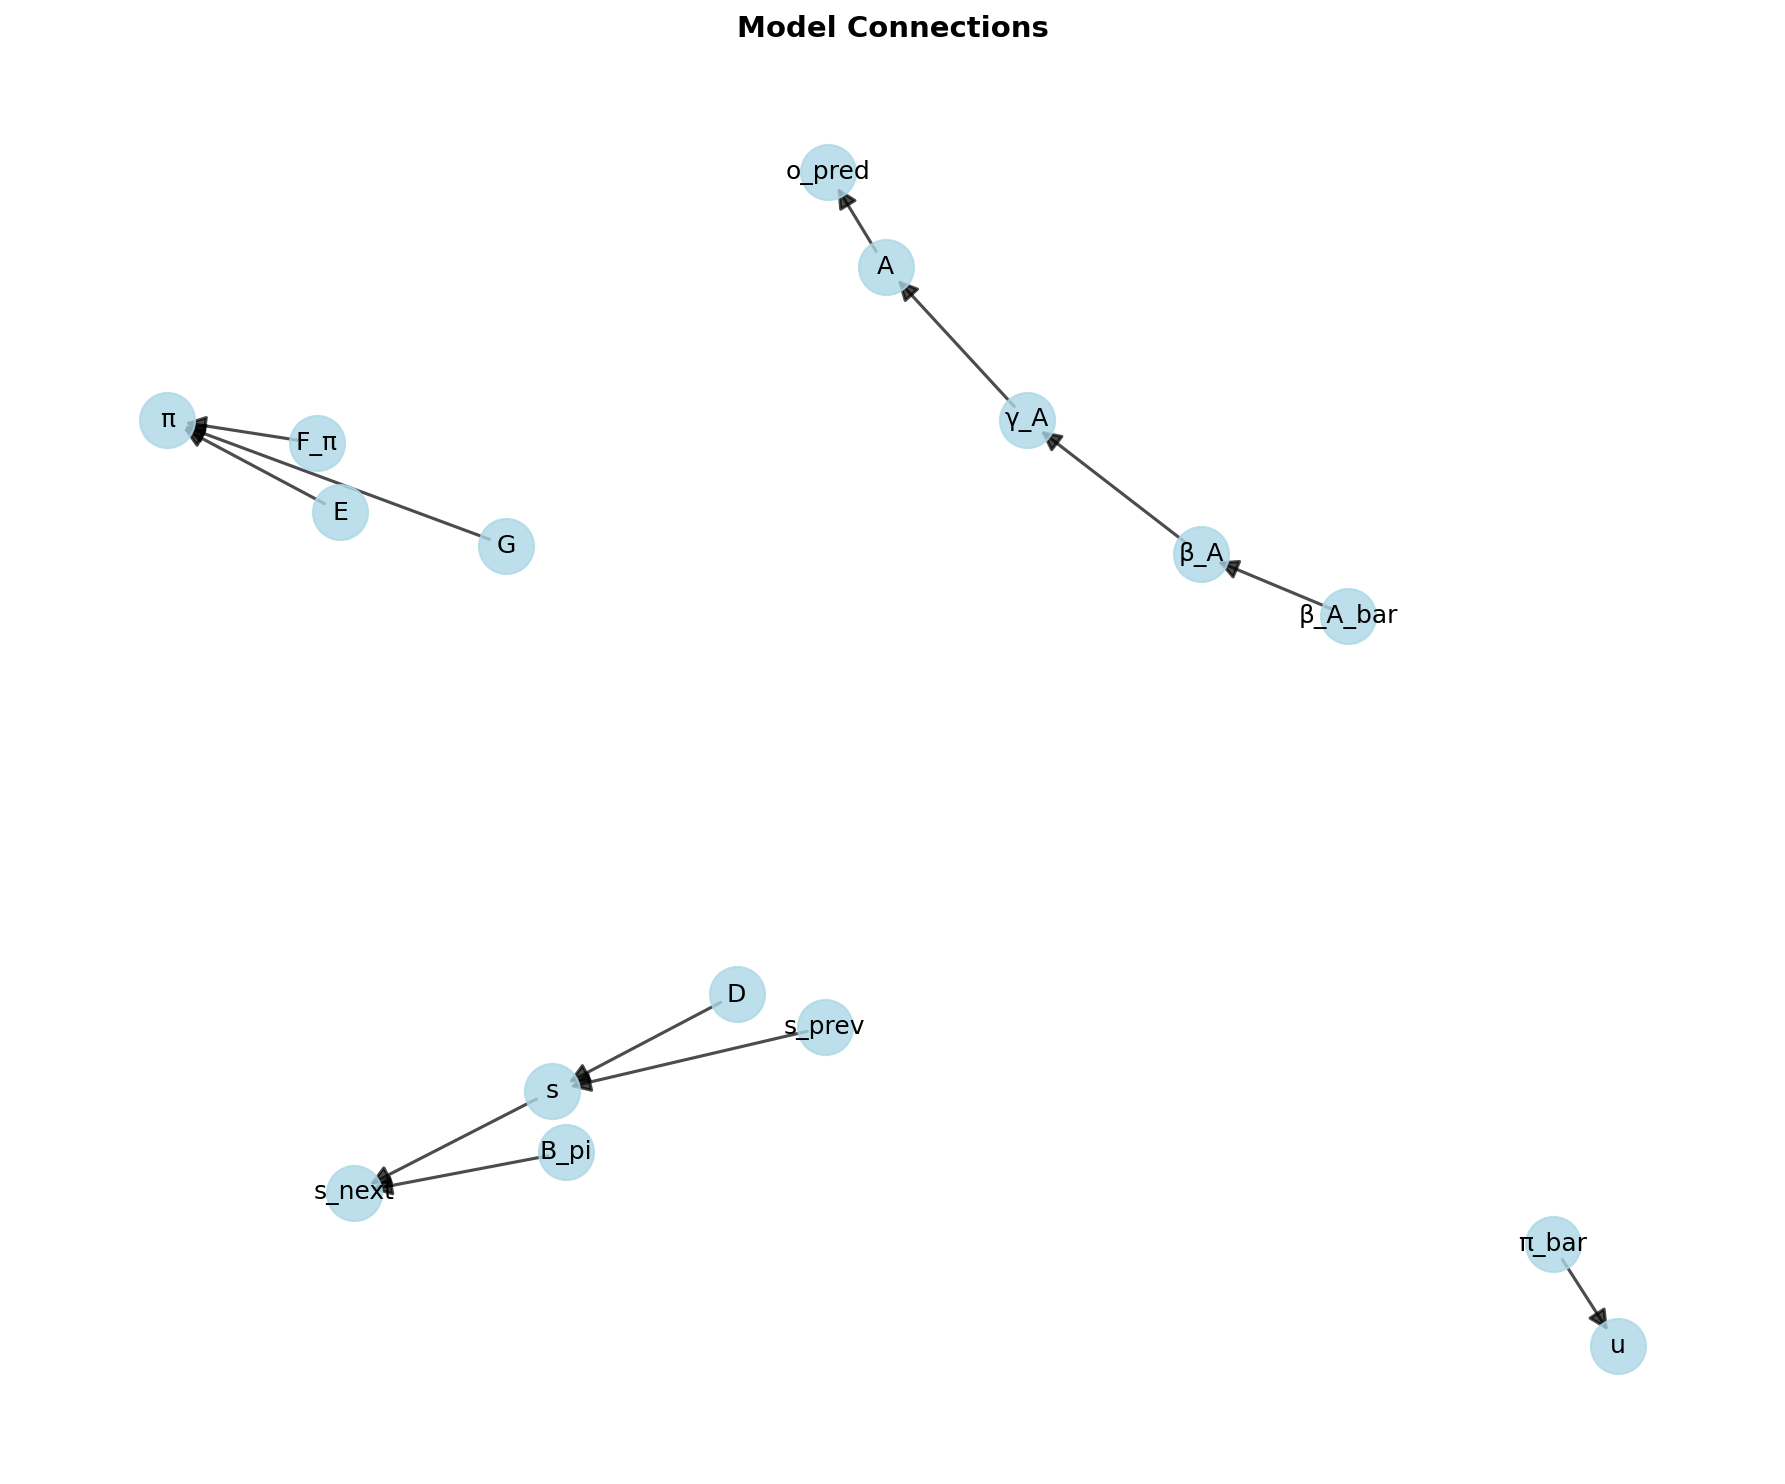 Model Connections
o_pred
A
π
F_π
γ_A
E
G
β_A
β_A_bar
D
s_prev
s
B_pi
s_next
π_bar
u